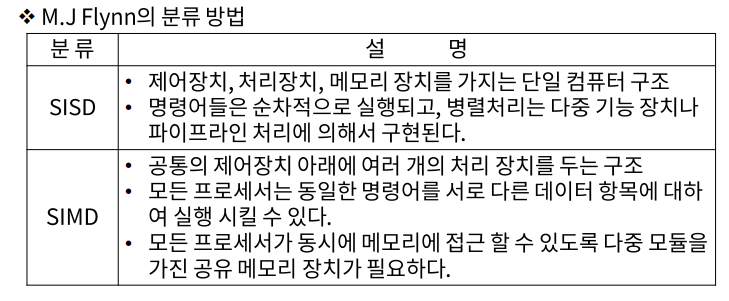 ❖ M.J Flynn의 분류 방법
분 류
설 명
SISD
• 제어장치, 처리장치, 메모리 장치를 가지는 단일 컴퓨터 구조
• 명령어들은 순차적으로 실행되고, 병렬처리는 다중 기능 장치나
파이프라인 처리에 의해서 구현된다.
SIMD
• 공통의 제어장치 아래에 여러 개의 처리 장치를 두는 구조
• 모든 프로세서는 동일한 명령어를 서로 다른 데이터 항목에 대하
여 실행 시킬 수 있다.
• 모든 프로세서가 동시에 메모리에 접근 할 수 있도록 다중 모듈을
가진 공유 메모리 장치가 필요하다.